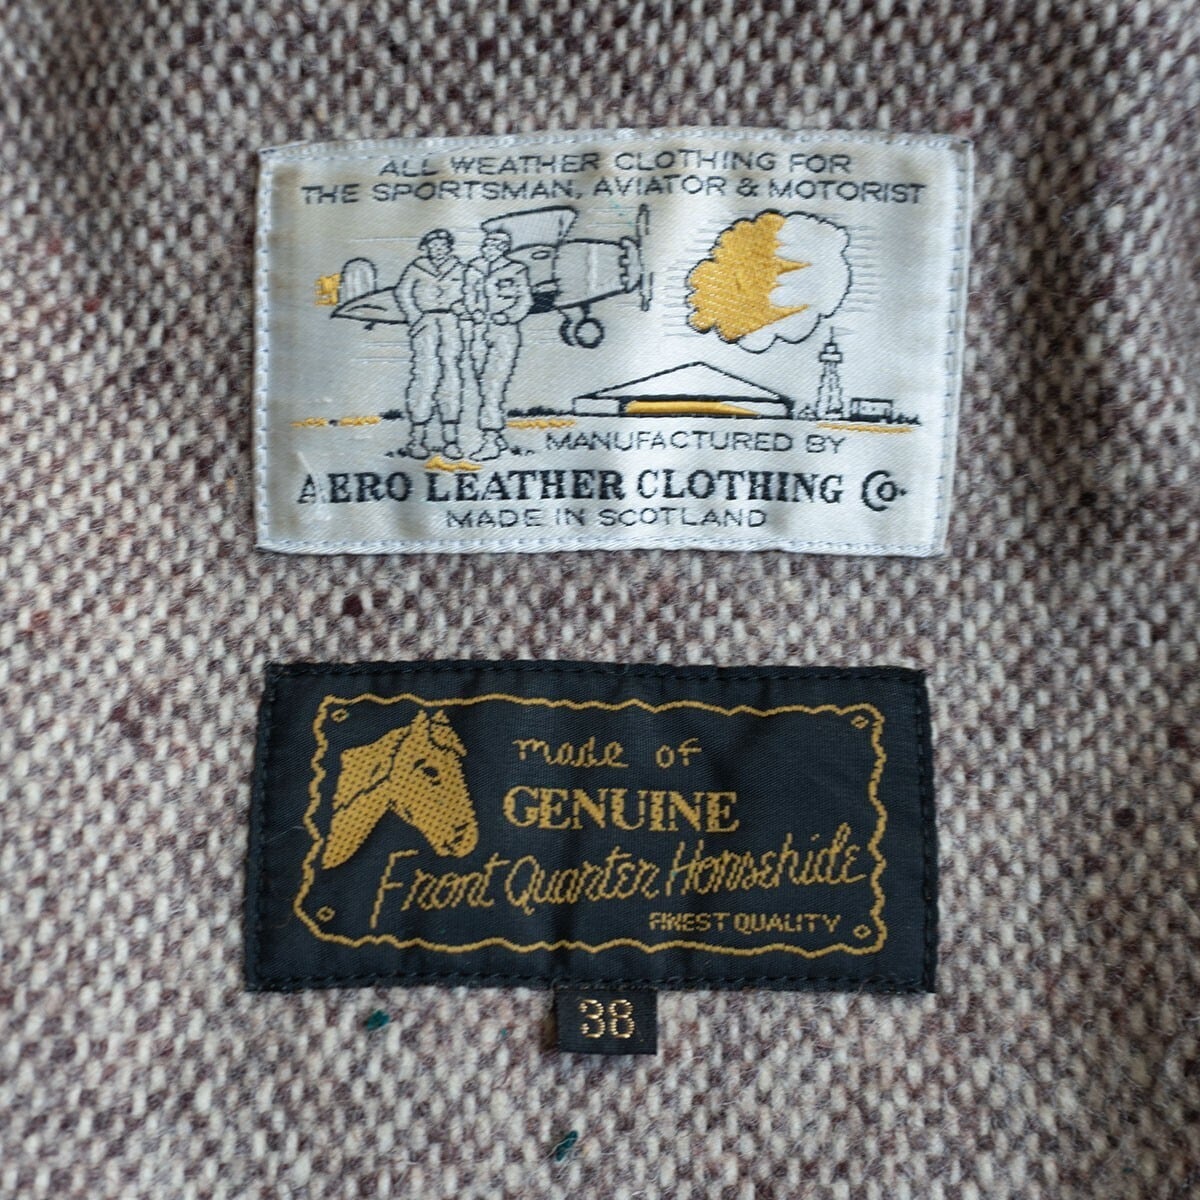 ALL WEATHER CLOTHING FOR
THE SPORTSMAN, AVIATOR & MOTORIST
MANUFACTURED BY
AERO LEATHER CLOTHING Co.
MADE IN SCOTLAND
made of
GENUINE
Front Quarter Horsehide
FINEST QUALITY
38